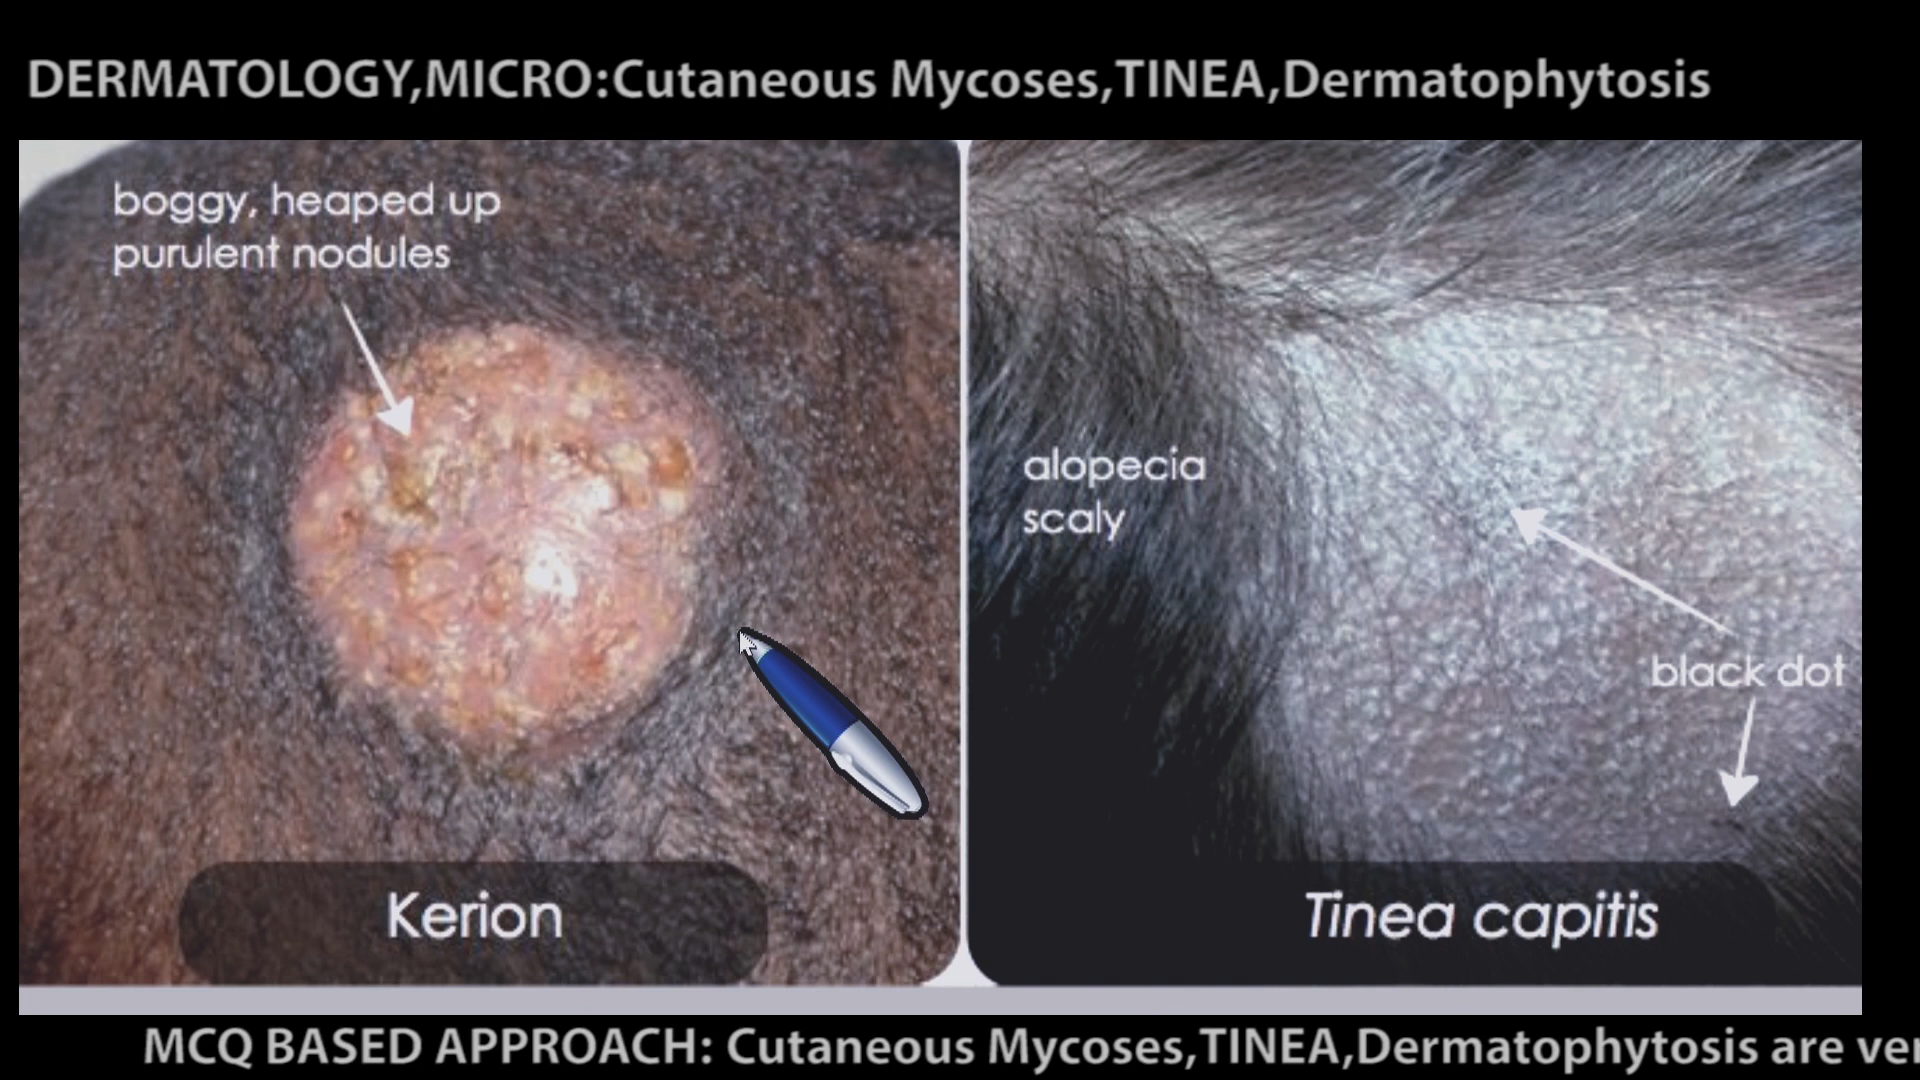 DERMATOLOGY,MICRO:Cutaneous Mycoses,TINEA,Dermatophytosis
boggy, heaped up
purulent nodules
Kerion
alopecia
scaly
black dot
Tinea capitis
MCQ BASED APPROACH: Cutaneous Mycoses,TINEA,Dermatophytosis are